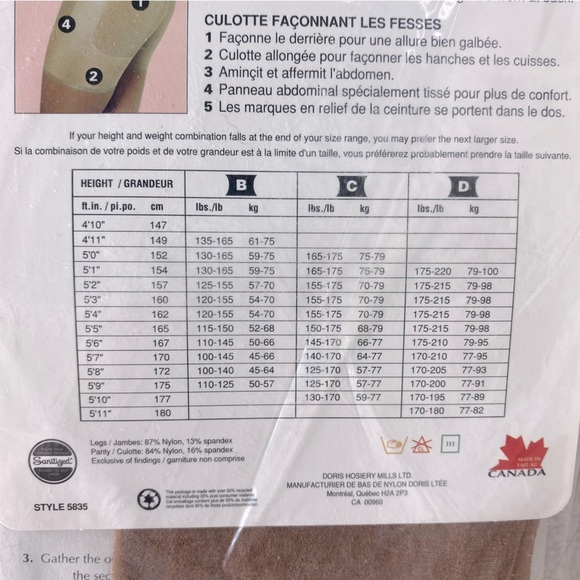 4
2
CULOTTE FAÇONNANT LES FESSES
1 Façonne le derrière pour une allure bien galbée.
2 Culotte allongée pour façonner les hanches et les cuisses.
3 Aminçit et affermit l'abdomen.
4 Panneau abdominal spécialement tissé pour plus de confort.
5 Les marques en relief de la ceinture se portent dans le dos.
If your height and weight combination falls at the end of your size range, you may prefer the next larger size.
Si la combinaison de votre poids et de votre grandeur est à la limite d'un taille, vous préférerez probablement prendre la taille suivante.
HEIGHT / GRANDEUR B C D
ft.in. / pi.po. cm lbs./lb kg lbs./lb kg lbs./lb kg
4'10" 147
4'11" 149 135-165 61-75
5'0" 152 130-165 59-75 165-175 75-79
5'1" 154 130-165 59-75 165-175 75-79 175-220 79-100
5'2" 157 125-155 57-70 155-175 70-79 175-215 79-98
5'3" 160 120-155 54-70 155-175 70-79 175-215 79-98
5'4" 162 120-155 54-70 155-175 70-79 175-215 79-98
5'5" 165 115-150 52-68 150-175 68-79 175-215 79-98
5'6" 167 110-145 50-66 145-170 66-77 175-210 79-95
5'7" 170 100-145 45-66 140-170 64-77 170-210 77-95
5'8" 172 100-140 45-64 125-170 57-77 170-205 77-93
5'9" 175 110-125 50-57 125-170 57-77 170-200 77-91
5'10" 177 130-170 59-77 170-195 77-89
5'11" 180 170-180 77-82
Sanitized
Legs / Jambes: 87% Nylon, 13% spandex
Panty / Culotte: 84% Nylon, 16% spandex
Exclusive of findings / garniture non comprise
MADE IN
FAIT AU
CANADA
DORIS HOSIERY MILLS LTD.
MANUFACTURIER DE BAS DE NYLON DORIS LTÉE
Montréal, Québec H2A 2P3
CA 00960
STYLE 5835
3. Gather the
the sec